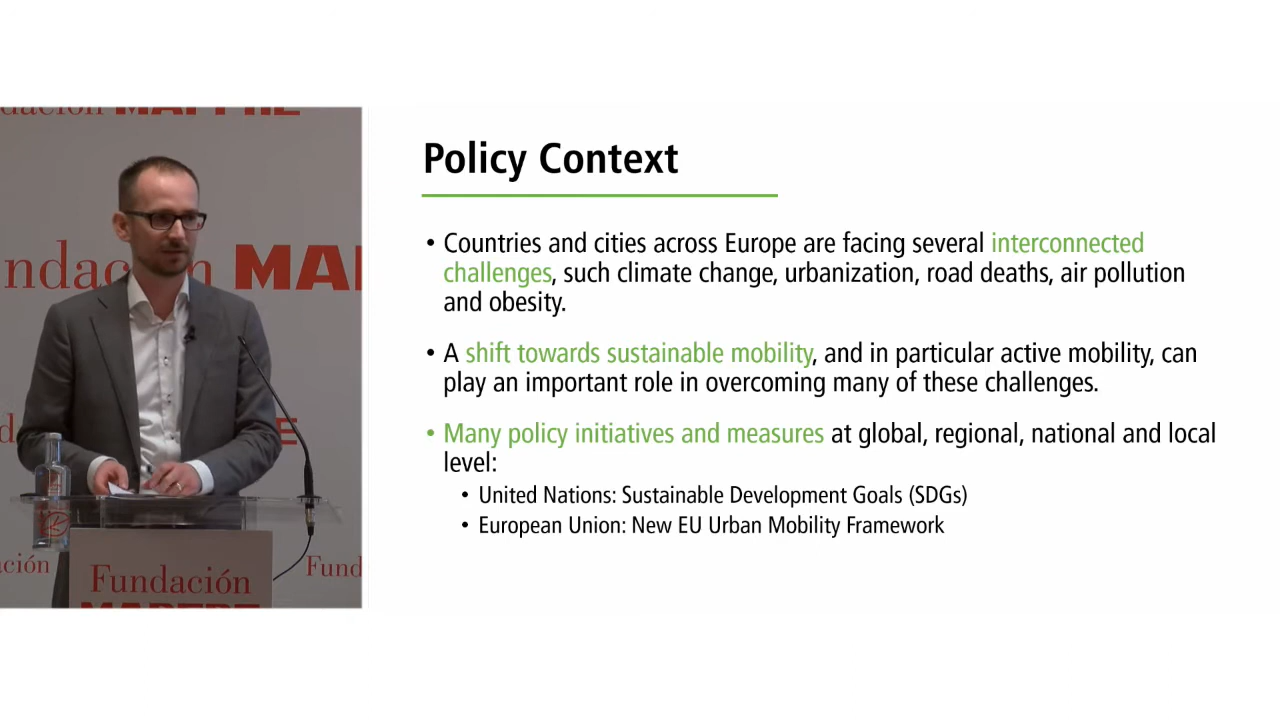 Fundación MAPFRE
Fundación MA
Fundación
MAPFRE
Policy Context
• Countries and cities across Europe are facing several interconnected
challenges, such climate change, urbanization, road deaths, air pollution
and obesity.
• A shift towards sustainable mobility, and in particular active mobility, can
play an important role in overcoming many of these challenges.
• Many policy initiatives and measures at global, regional, national and local
level:
• United Nations: Sustainable Development Goals (SDGs)
• European Union: New EU Urban Mobility Framework